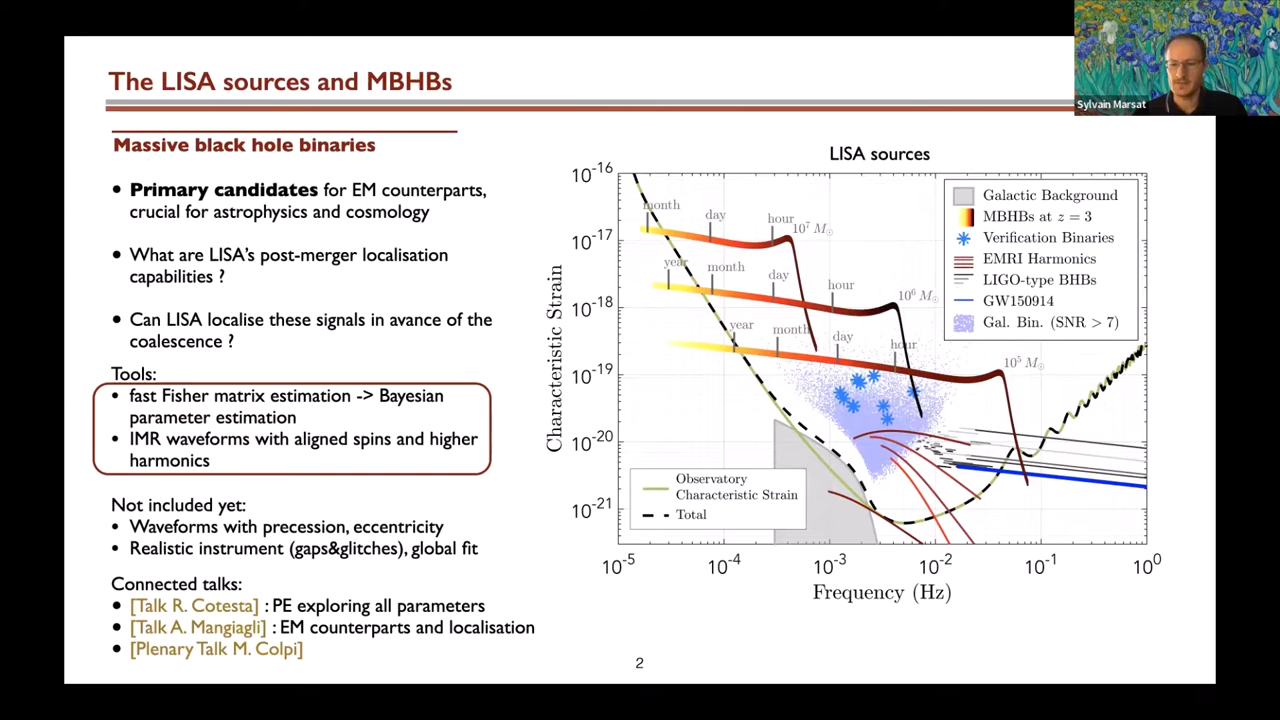 The LISA sources and MBHBs
Sylvain Marsat
Massive black hole binaries
• Primary candidates for EM counterparts,
crucial for astrophysics and cosmology
• What are LISA's post-merger localisation
capabilities ?
• Can LISA localise these signals in avance of the
coalescence ?
Tools:
• fast Fisher matrix estimation -> Bayesian
parameter estimation
• IMR waveforms with aligned spins and higher
harmonics
Not included yet:
• Waveforms with precession, eccentricity
• Realistic instrument (gaps&glitches), global fit
Connected talks:
• [Talk R. Cotesta] : PE exploring all parameters
• [Talk A. Mangiagli] : EM counterparts and localisation
• [Plenary Talk M. Colpi]
LISA sources
Characteristic Strain
10⁻¹⁶
10⁻¹⁷
10⁻¹⁸
10⁻¹⁹
10⁻²⁰
10⁻²¹
month
day
hour
10⁷ M⊙
year
month
day
hour
10⁶ M⊙
year
month
day
hour
10⁵ M⊙
Galactic Background
MBHBs at z = 3
Verification Binaries
EMRI Harmonics
LIGO-type BHBs
GW150914
Gal. Bin. (SNR > 7)
Observatory
Characteristic Strain
Total
10⁻⁵ 10⁻⁴ 10⁻³ 10⁻² 10⁻¹ 10⁰
Frequency (Hz)
2